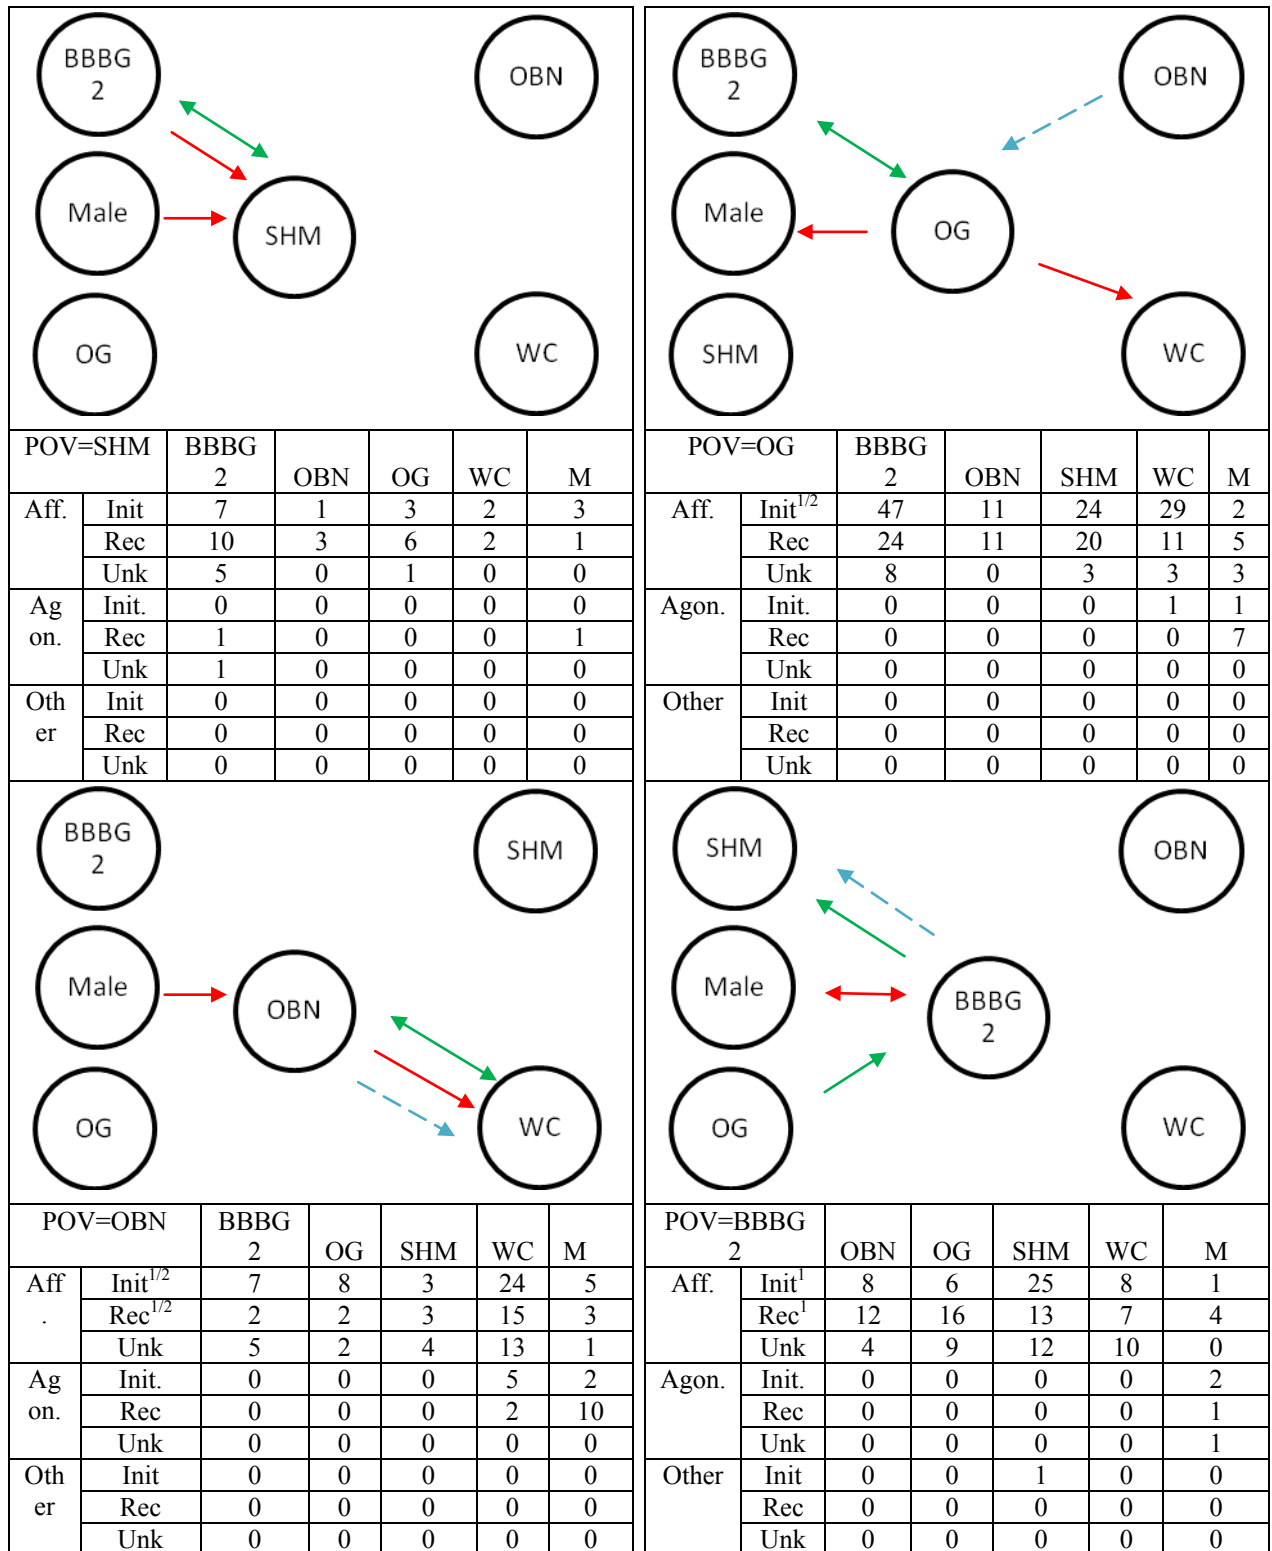 BBBG
2
OBN
Male
SHM
OG
WC
POV=SHM BBBG
2 OBN OG WC M
Aff. Init 7 1 3 2 3
Rec 10 3 6 2 1
Unk 5 0 1 0 0
Ag Init. 0 0 0 0 0
on. Rec 1 0 0 0 1
Unk 1 0 0 0 0
Oth Init 0 0 0 0 0
er Rec 0 0 0 0 0
Unk 0 0 0 0 0
BBBG
2
OBN
Male
OG
SHM
WC
POV=OG BBBG
2 OBN SHM WC M
Aff. Init1/2 47 11 24 29 2
Rec 24 11 20 11 5
Unk 8 0 3 3 3
Agon. Init. 0 0 0 1 1
Rec 0 0 0 0 7
Unk 0 0 0 0 0
Other Init 0 0 0 0 0
Rec 0 0 0 0 0
Unk 0 0 0 0 0
BBBG
2
SHM
Male
OBN
OG
WC
POV=OBN BBBG
2 OG SHM WC M
Aff Init1/2 7 8 3 24 5
. Rec1/2 2 2 3 15 3
Unk 5 2 4 13 1
Ag Init. 0 0 0 5 2
on. Rec 0 0 0 2 10
Unk 0 0 0 0 0
Oth Init 0 0 0 0 0
er Rec 0 0 0 0 0
Unk 0 0 0 0 0
SHM
OBN
Male
BBBG
2
OG
WC
POV=BBBG
2 OBN OG SHM WC M
Aff. Init1 8 6 25 8 1
Rec1 12 16 13 7 4
Unk 4 9 12 10 0
Agon. Init. 0 0 0 0 2
Rec 0 0 0 0 1
Unk 0 0 0 0 1
Other Init 0 0 1 0 0
Rec 0 0 0 0 0
Unk 0 0 0 0 0